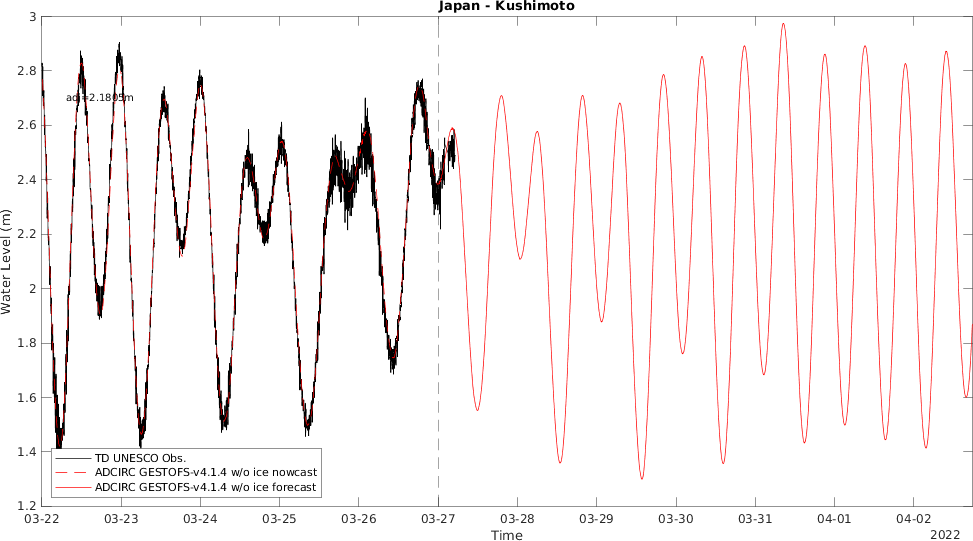 Japan - Kushimoto
Water Level (m)
3
2.8
2.6
2.4
2.2
2
1.8
1.6
1.4
1.2
adj=2.1805m
TD UNESCO Obs.
ADCIRC GESTOFS-v4.1.4 w/o ice nowcast
ADCIRC GESTOFS-v4.1.4 w/o ice forecast
03-22 03-23 03-24 03-25 03-26 03-27 03-28 03-29 03-30 03-31 04-01 04-02
Time
2022